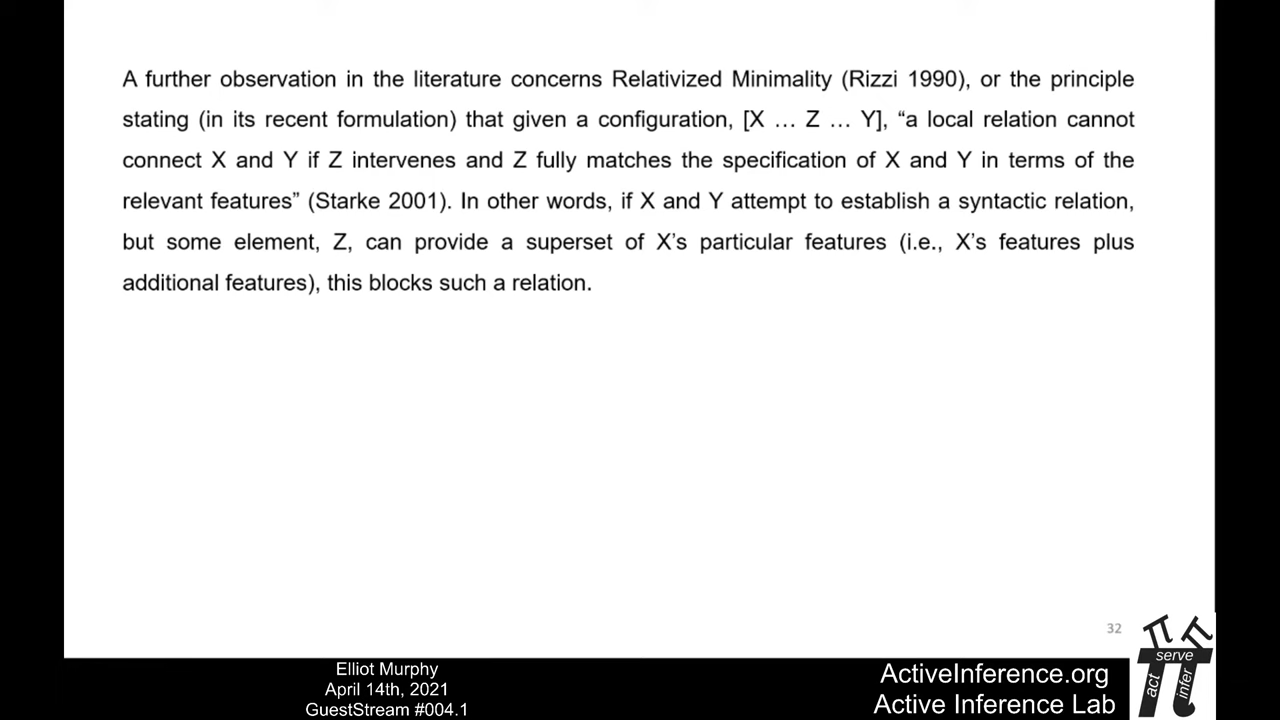 A further observation in the literature concerns Relativized Minimality (Rizzi 1990), or the principle
stating (in its recent formulation) that given a configuration, [X … Z … Y], “a local relation cannot
connect X and Y if Z intervenes and Z fully matches the specification of X and Y in terms of the
relevant features” (Starke 2001). In other words, if X and Y attempt to establish a syntactic relation,
but some element, Z, can provide a superset of X’s particular features (i.e., X’s features plus
additional features), this blocks such a relation.
32
Elliot Murphy
April 14th, 2021
GuestStream #004.1
ActiveInference.org
Active Inference Lab
serve
act
infer